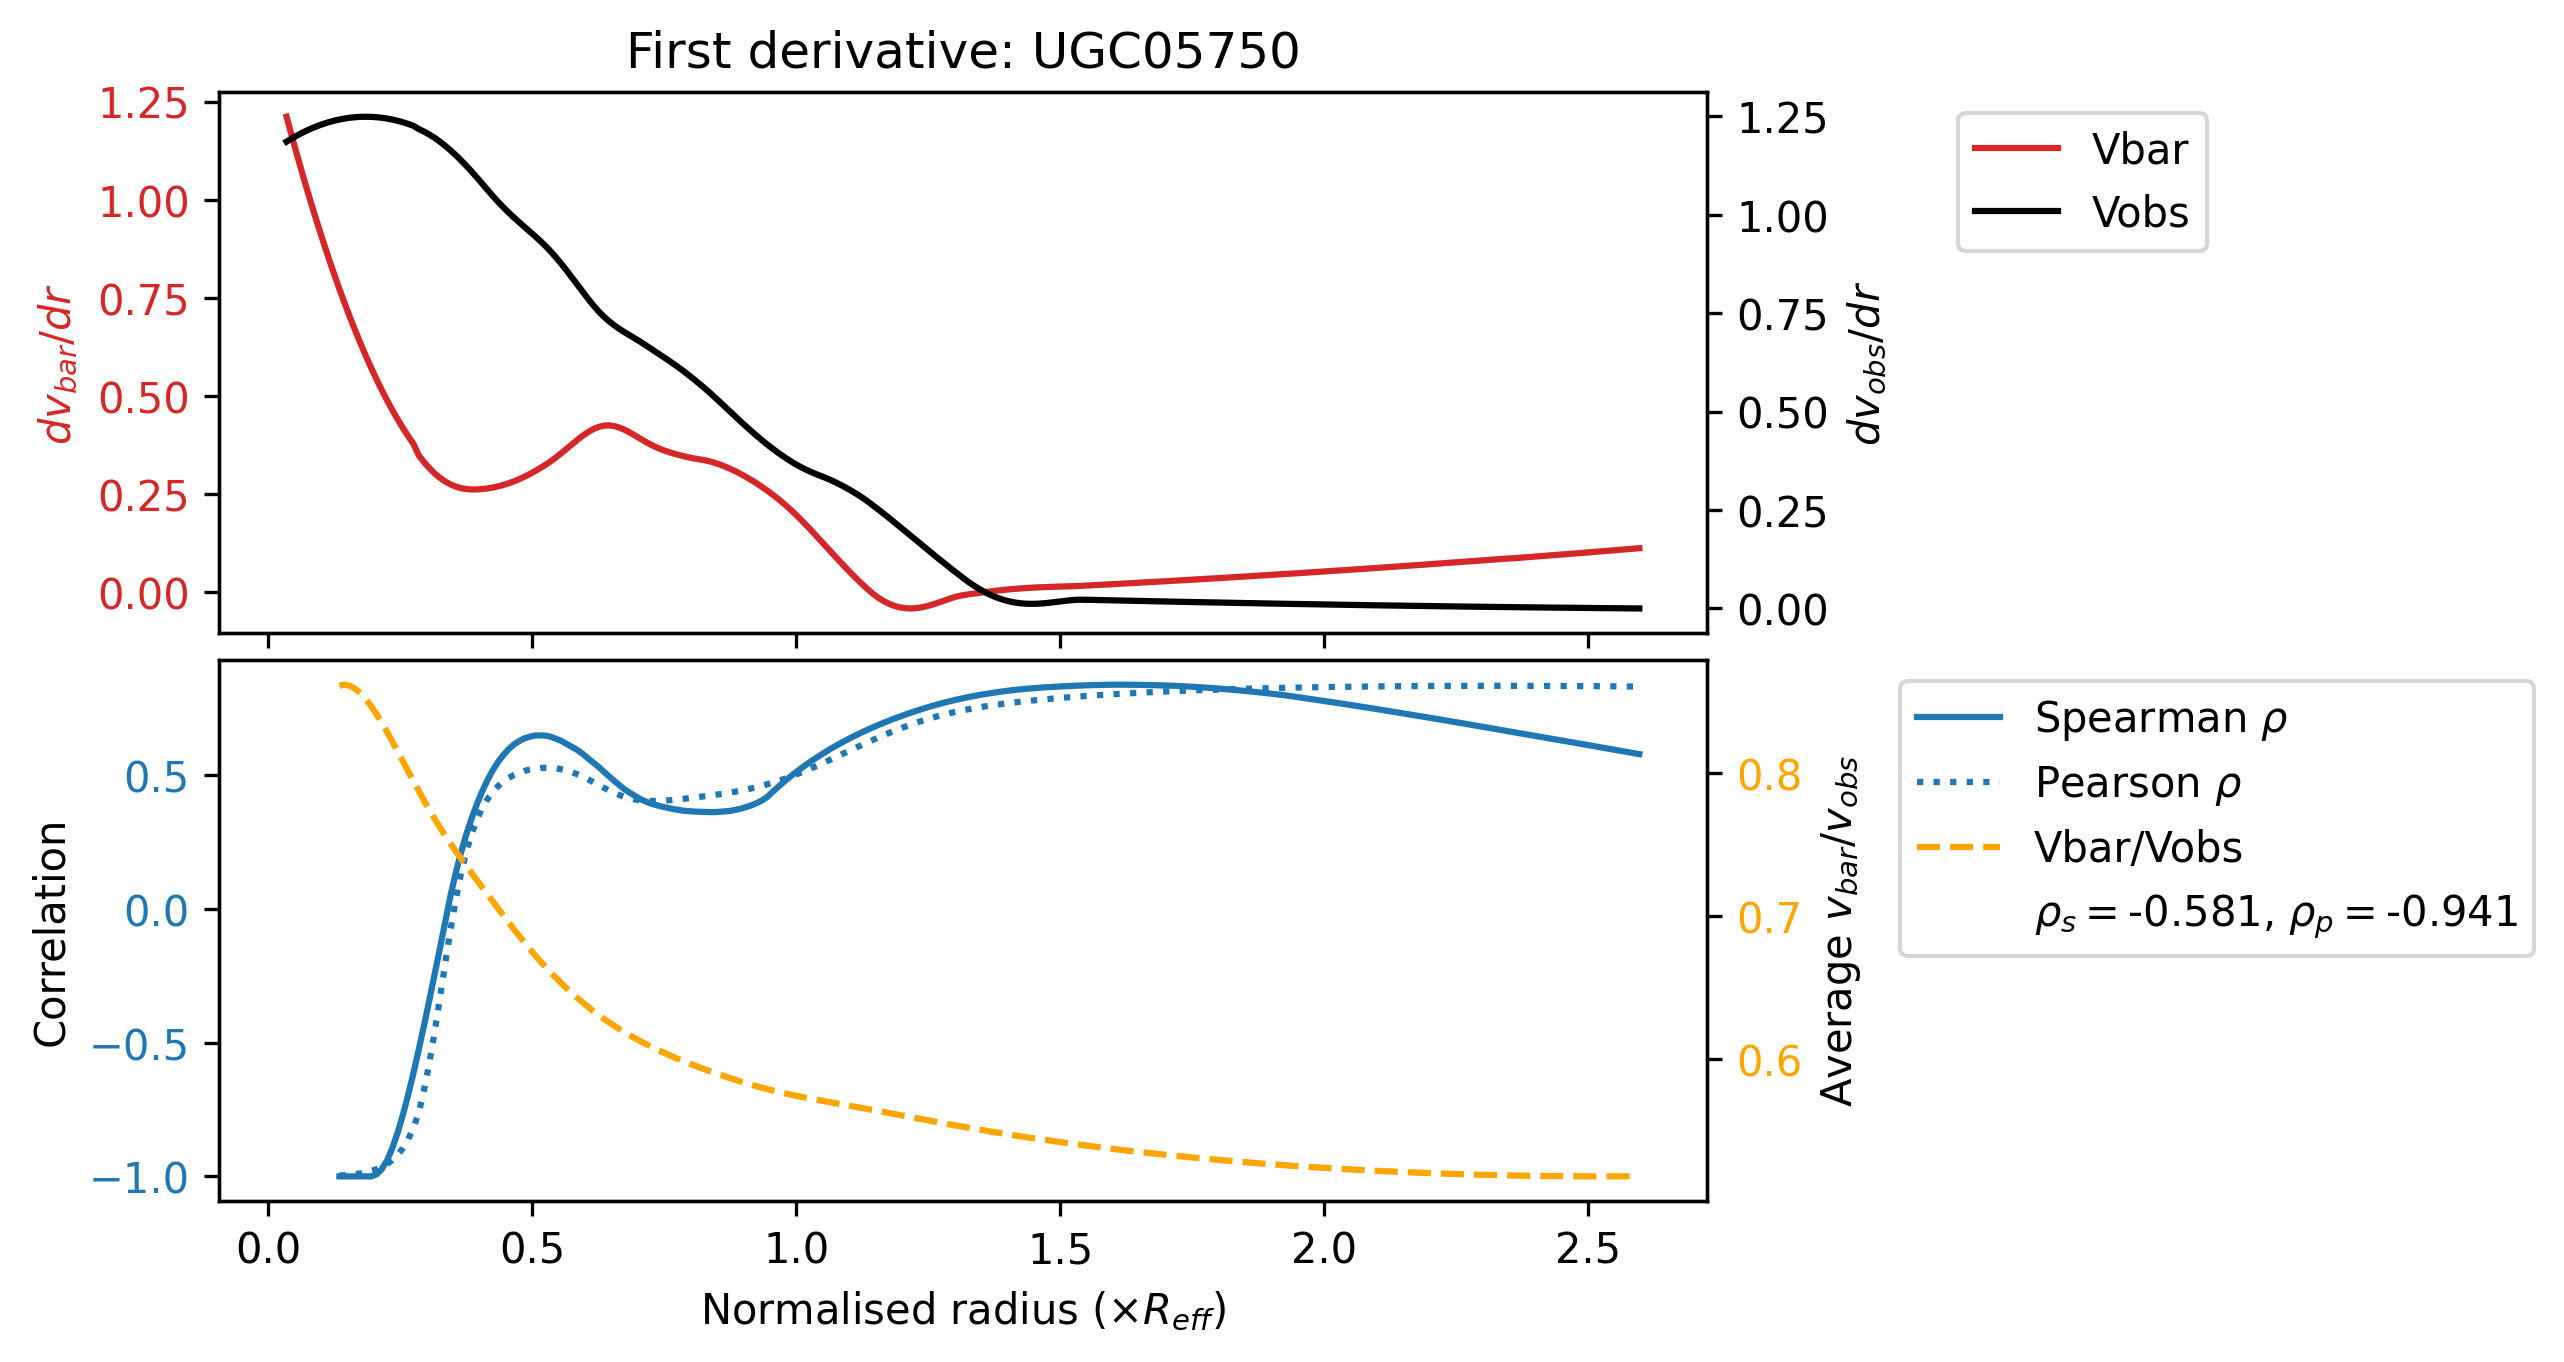 First derivative: UGC05750
1.25
1.00
0.75
0.50
0.25
0.00
dv_bar/dr
1.25
1.00
0.75
0.50
0.25
0.00
dv_obs/dr
Vbar
Vobs
0.5
0.0
−0.5
−1.0
Correlation
0.8
0.7
0.6
Average v_bar/v_obs
Spearman ρ
Pearson ρ
Vbar/Vobs
ρ_s = -0.581, ρ_p = -0.941
0.0 0.5 1.0 1.5 2.0 2.5
Normalised radius (×R_eff)